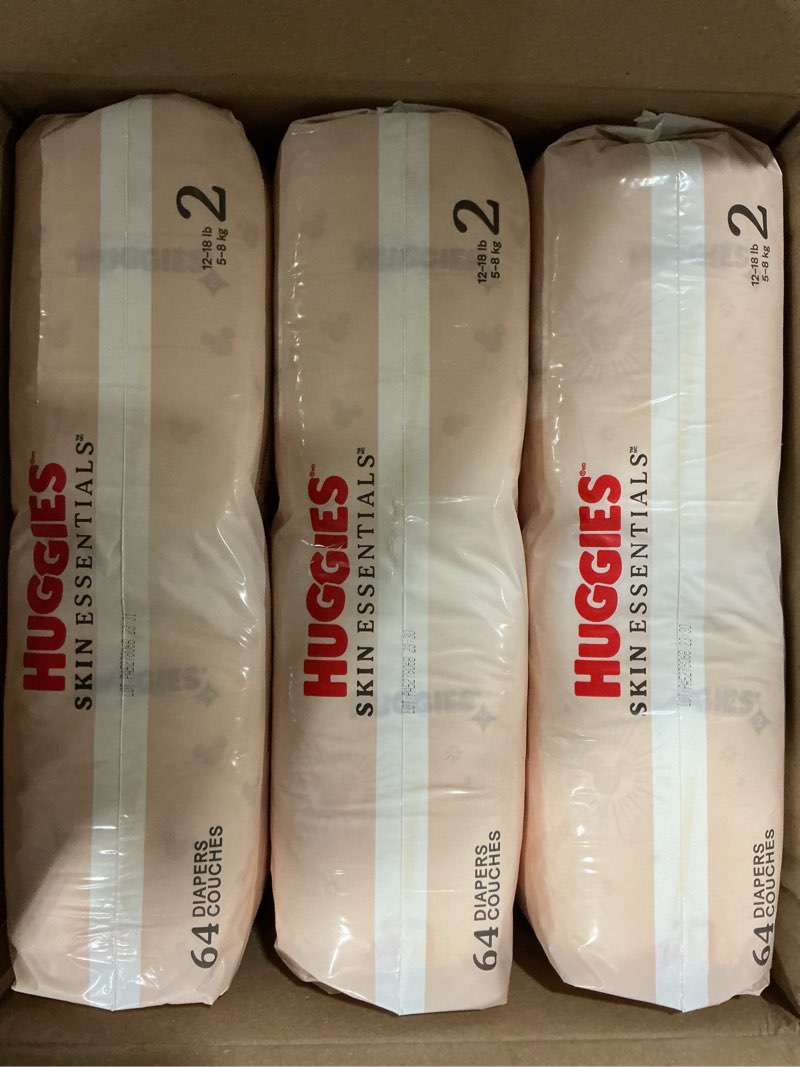 HUGGIES
SKIN ESSENTIALS
64 DIAPERS
COUCHES
12-18 lb
5-8 kg
2
HUGGIES
SKIN ESSENTIALS
64 DIAPERS
COUCHES
12-18 lb
5-8 kg
2
HUGGIES
SKIN ESSENTIALS
64 DIAPERS
COUCHES
12-18 lb
5-8 kg
2